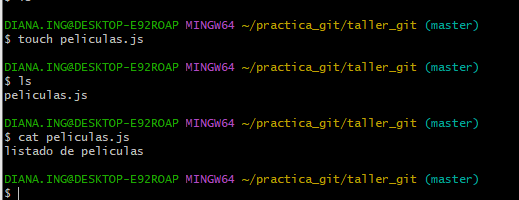 DIANA.ING@DESKTOP-E92ROAP MINGW64 ~/practica_git/taller_git (master)
$ touch peliculas.js
DIANA.ING@DESKTOP-E92ROAP MINGW64 ~/practica_git/taller_git (master)
$ ls
peliculas.js
DIANA.ING@DESKTOP-E92ROAP MINGW64 ~/practica_git/taller_git (master)
$ cat peliculas.js
listado de peliculas
DIANA.ING@DESKTOP-E92ROAP MINGW64 ~/practica_git/taller_git (master)
$